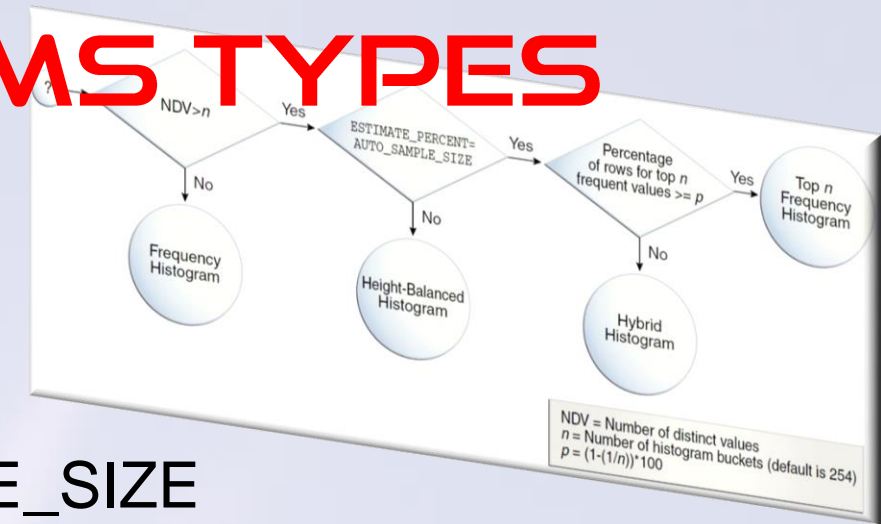 MS TYPES
?
NDV>n
Yes
No
Frequency
Histogram
ESTIMATE_PERCENT=
AUTO_SAMPLE_SIZE
Yes
No
Height-Balanced
Histogram
Percentage
of rows for top n
frequent values >= p
Yes
No
Hybrid
Histogram
Top n
Frequency
Histogram
NDV = Number of distinct values
n = Number of histogram buckets (default is 254)
p = (1-(1/n))*100
E_SIZE